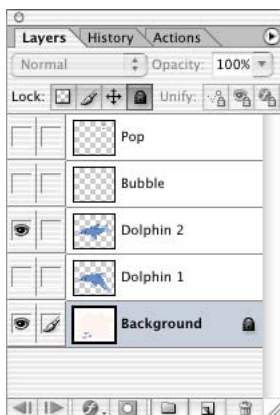 Layers History Actions
Normal Opacity: 100%
Lock: Unify:
Pop
Bubble
Dolphin 2
Dolphin 1
Background